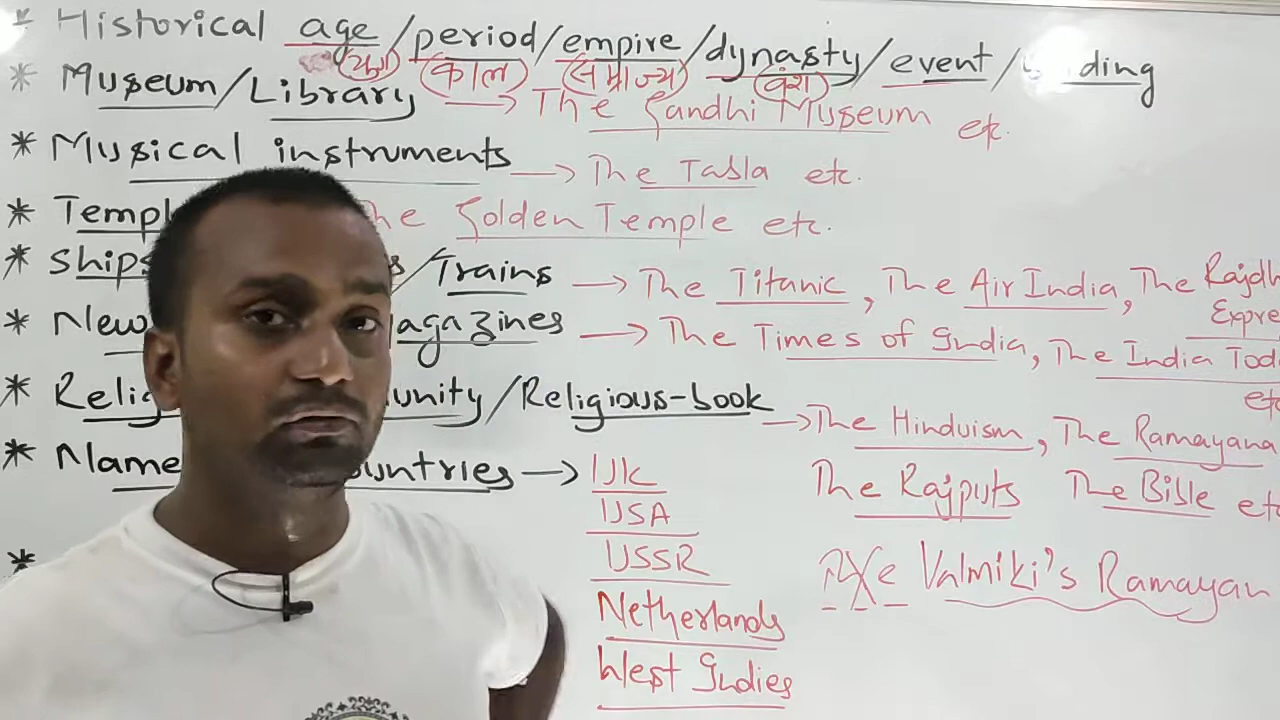 * Historical age/period/empire/dynasty/event/
काल साम्राज्य वंश
* Museum/Library → The Gandhi Museum etc.
* Musical instruments → The Tabla etc.
* Templ he Golden Temple etc.
* Ships s/Trains → The Titanic, The Air India, The Rajdh
Expre
* New agazines → The Times of India, The India Tod
etc
* Relig unity/Religious-book → The Hinduism, The Ramayana
The Rajputs The Bible etc
* Name ountries → UK
USA
USSR
Netherlands
West Indies
The Valmiki's Ramayan
*